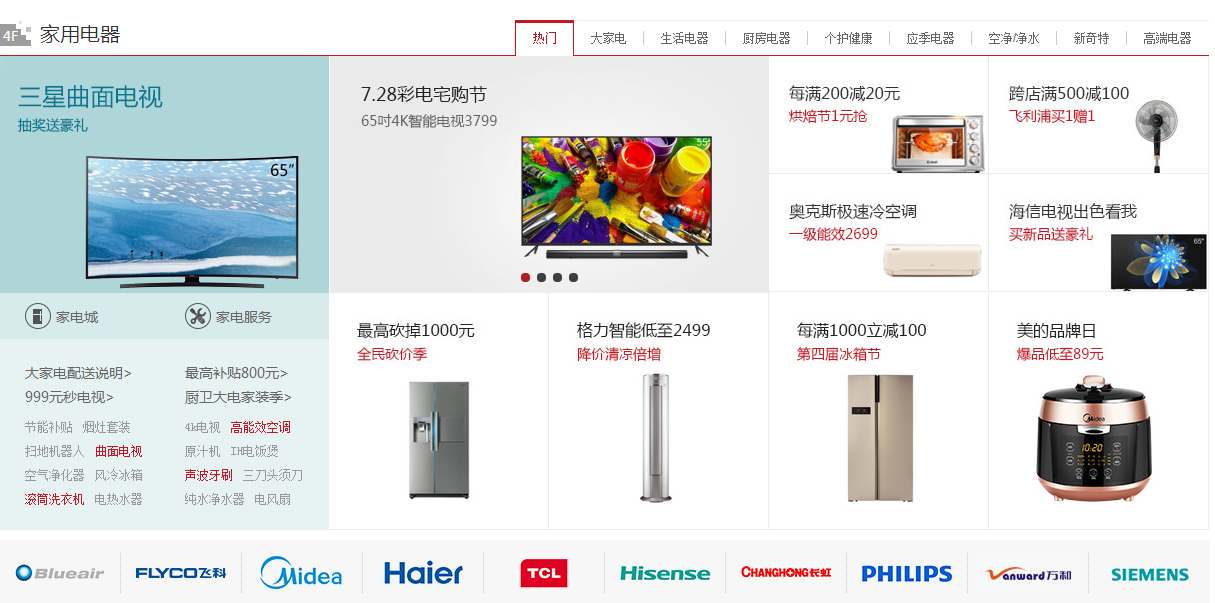 4F 家用电器
热门 大家电 生活电器 厨房电器 个护健康 应季电器 空净/净水 新奇特 高端电器
三星曲面电视
抽奖送豪礼
65"
7.28彩电宅购节
65吋4K智能电视3799
55"
每满200减20元
烘焙节1元抢
跨店满500减100
飞利浦买1赠1
奥克斯极速冷空调
一级能效2699
海信电视出色看我
买新品送豪礼
65"
家电城 家电服务
大家电配送说明> 最高补贴800元>
999元秒电视> 厨卫大电家装季>
节能补贴 烟灶套装 4k电视 高能效空调
扫地机器人 曲面电视 原汁机 IH电饭煲
空气净化器 风冷冰箱 声波牙刷 三刀头须刀
滚筒洗衣机 电热水器 纯水净水器 电风扇
最高砍掉1000元
全民砍价季
格力智能低至2499
降价清凉倍增
每满1000立减100
第四届冰箱节
美的品牌日
爆品低至89元
Midea
10:20
Blueair FLYCO飞科 Midea Haier TCL Hisense CHANGHONG长虹 PHILIPS Vanward万和 SIEMENS